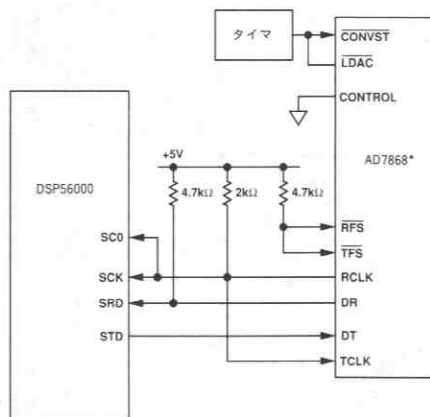 タイマ
CONVST
LDAC
CONTROL
AD7868*
DSP56000
+5V
4.7kΩ
2kΩ
4.7kΩ
SC0
SCK
SRD
STD
RFS
TFS
RCLK
DR
DT
TCLK